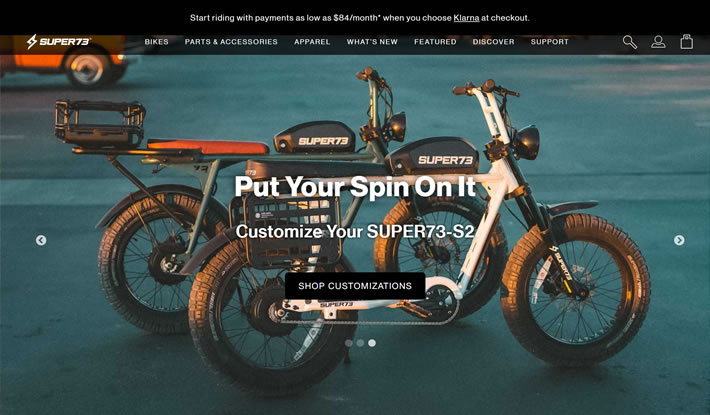 Start riding with payments as low as $84/month* when you choose Klarna at checkout.
SUPER73 BIKES PARTS & ACCESSORIES APPAREL WHAT'S NEW FEATURED DISCOVER SUPPORT
SUPER73
SUPER73
Put Your Spin On It
Customize Your SUPER73-S2
SHOP CUSTOMIZATIONS
SUPER73
SUPER73